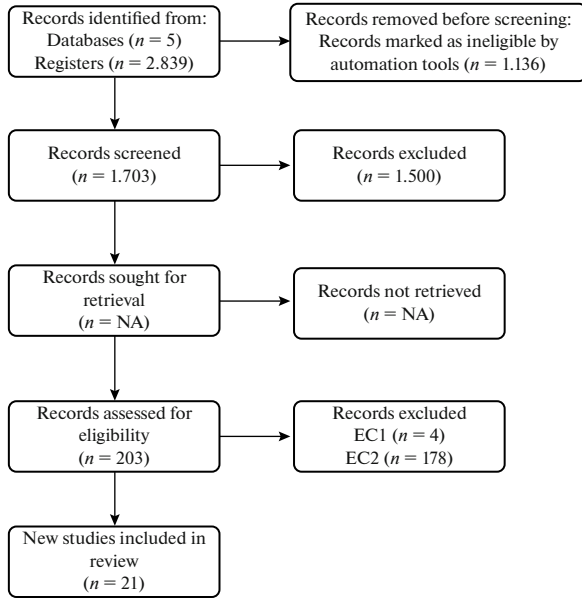 Records identified from:
Databases (n = 5)
Registers (n = 2.839)
Records removed before screening:
Records marked as ineligible by
automation tools (n = 1.136)
Records screened
(n = 1.703)
Records excluded
(n = 1.500)
Records sought for
retrieval
(n = NA)
Records not retrieved
(n = NA)
Records assessed for
eligibility
(n = 203)
Records excluded
EC1 (n = 4)
EC2 (n = 178)
New studies included in
review
(n = 21)